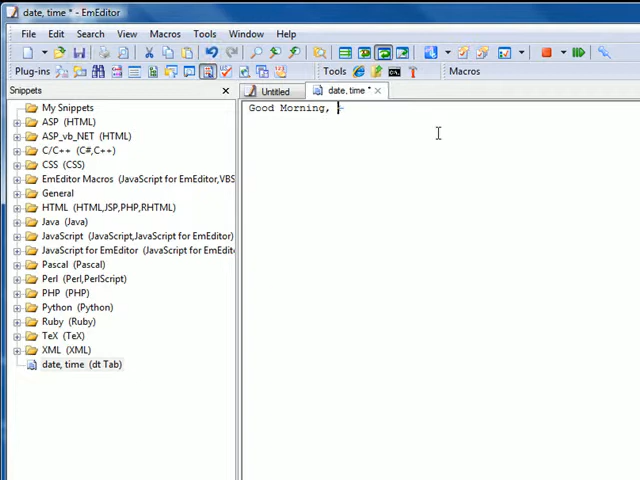 date, time * - EmEditor
File Edit Search View Macros Tools Window Help
Plug-ins Tools Macros
Snippets
Untitled date, time *
Good Morning,
My Snippets
ASP (HTML)
ASP_vb_NET (HTML)
C/C++ (C#,C++)
CSS (CSS)
EmEditor Macros (JavaScript for EmEditor,VBS
General
HTML (HTML,JSP,PHP,RHTML)
Java (Java)
JavaScript (JavaScript,JavaScript for EmEditor)
JavaScript for EmEditor (JavaScript for EmEditor)
Pascal (Pascal)
Perl (Perl,PerlScript)
PHP (PHP)
Python (Python)
Ruby (Ruby)
TeX (TeX)
XML (XML)
date, time (dt Tab)